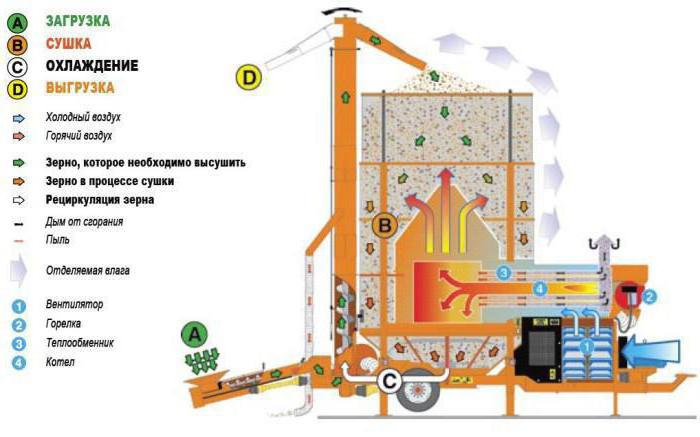 A ЗАГРУЗКА
B СУШКА
C ОХЛАЖДЕНИЕ
D ВЫГРУЗКА
Холодный воздух
Горячий воздух
Зерно, которое необходимо высушить
Зерно в процессе сушки
Рециркуляция зерна
Дым от сгорания
Пыль
Отделяемая влага
1 Вентилятор
2 Горелка
3 Теплообменник
4 Котел
D
B
3
4
2
1
A
C